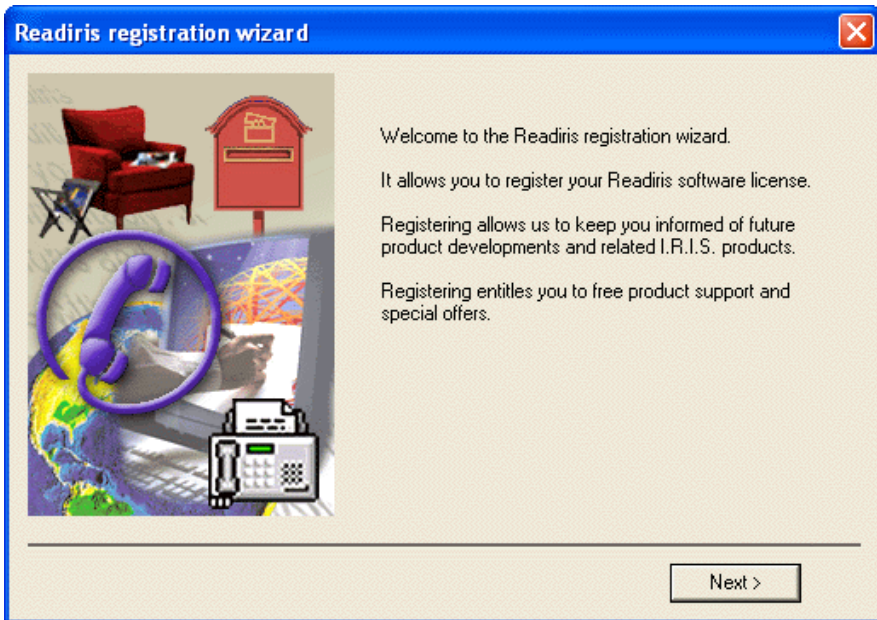 Readiris registration wizard
Welcome to the Readiris registration wizard.
It allows you to register your Readiris software license.
Registering allows us to keep you informed of future
product developments and related I.R.I.S. products.
Registering entitles you to free product support and
special offers.
Next >